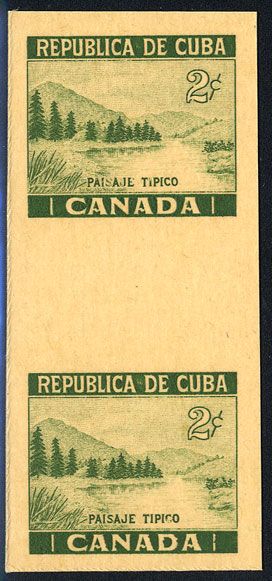 REPUBLICA DE CUBA
2¢
PAISAJE TIPICO
CANADA
REPUBLICA DE CUBA
2¢
PAISAJE TIPICO
CANADA